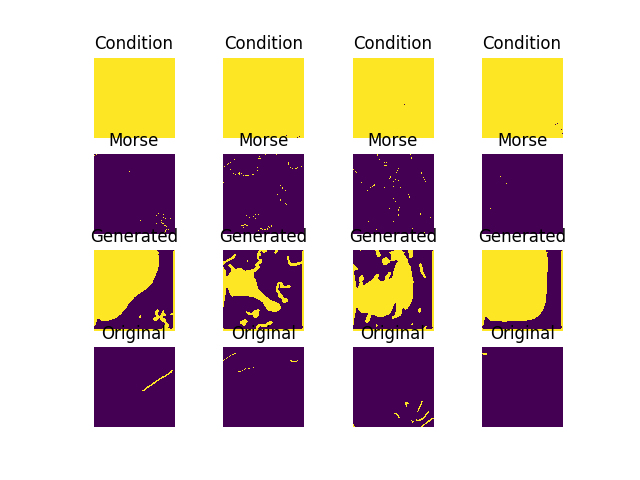 Condition Condition Condition Condition
Morse Morse Morse Morse
Generated Generated Generated Generated
Original Original Original Original